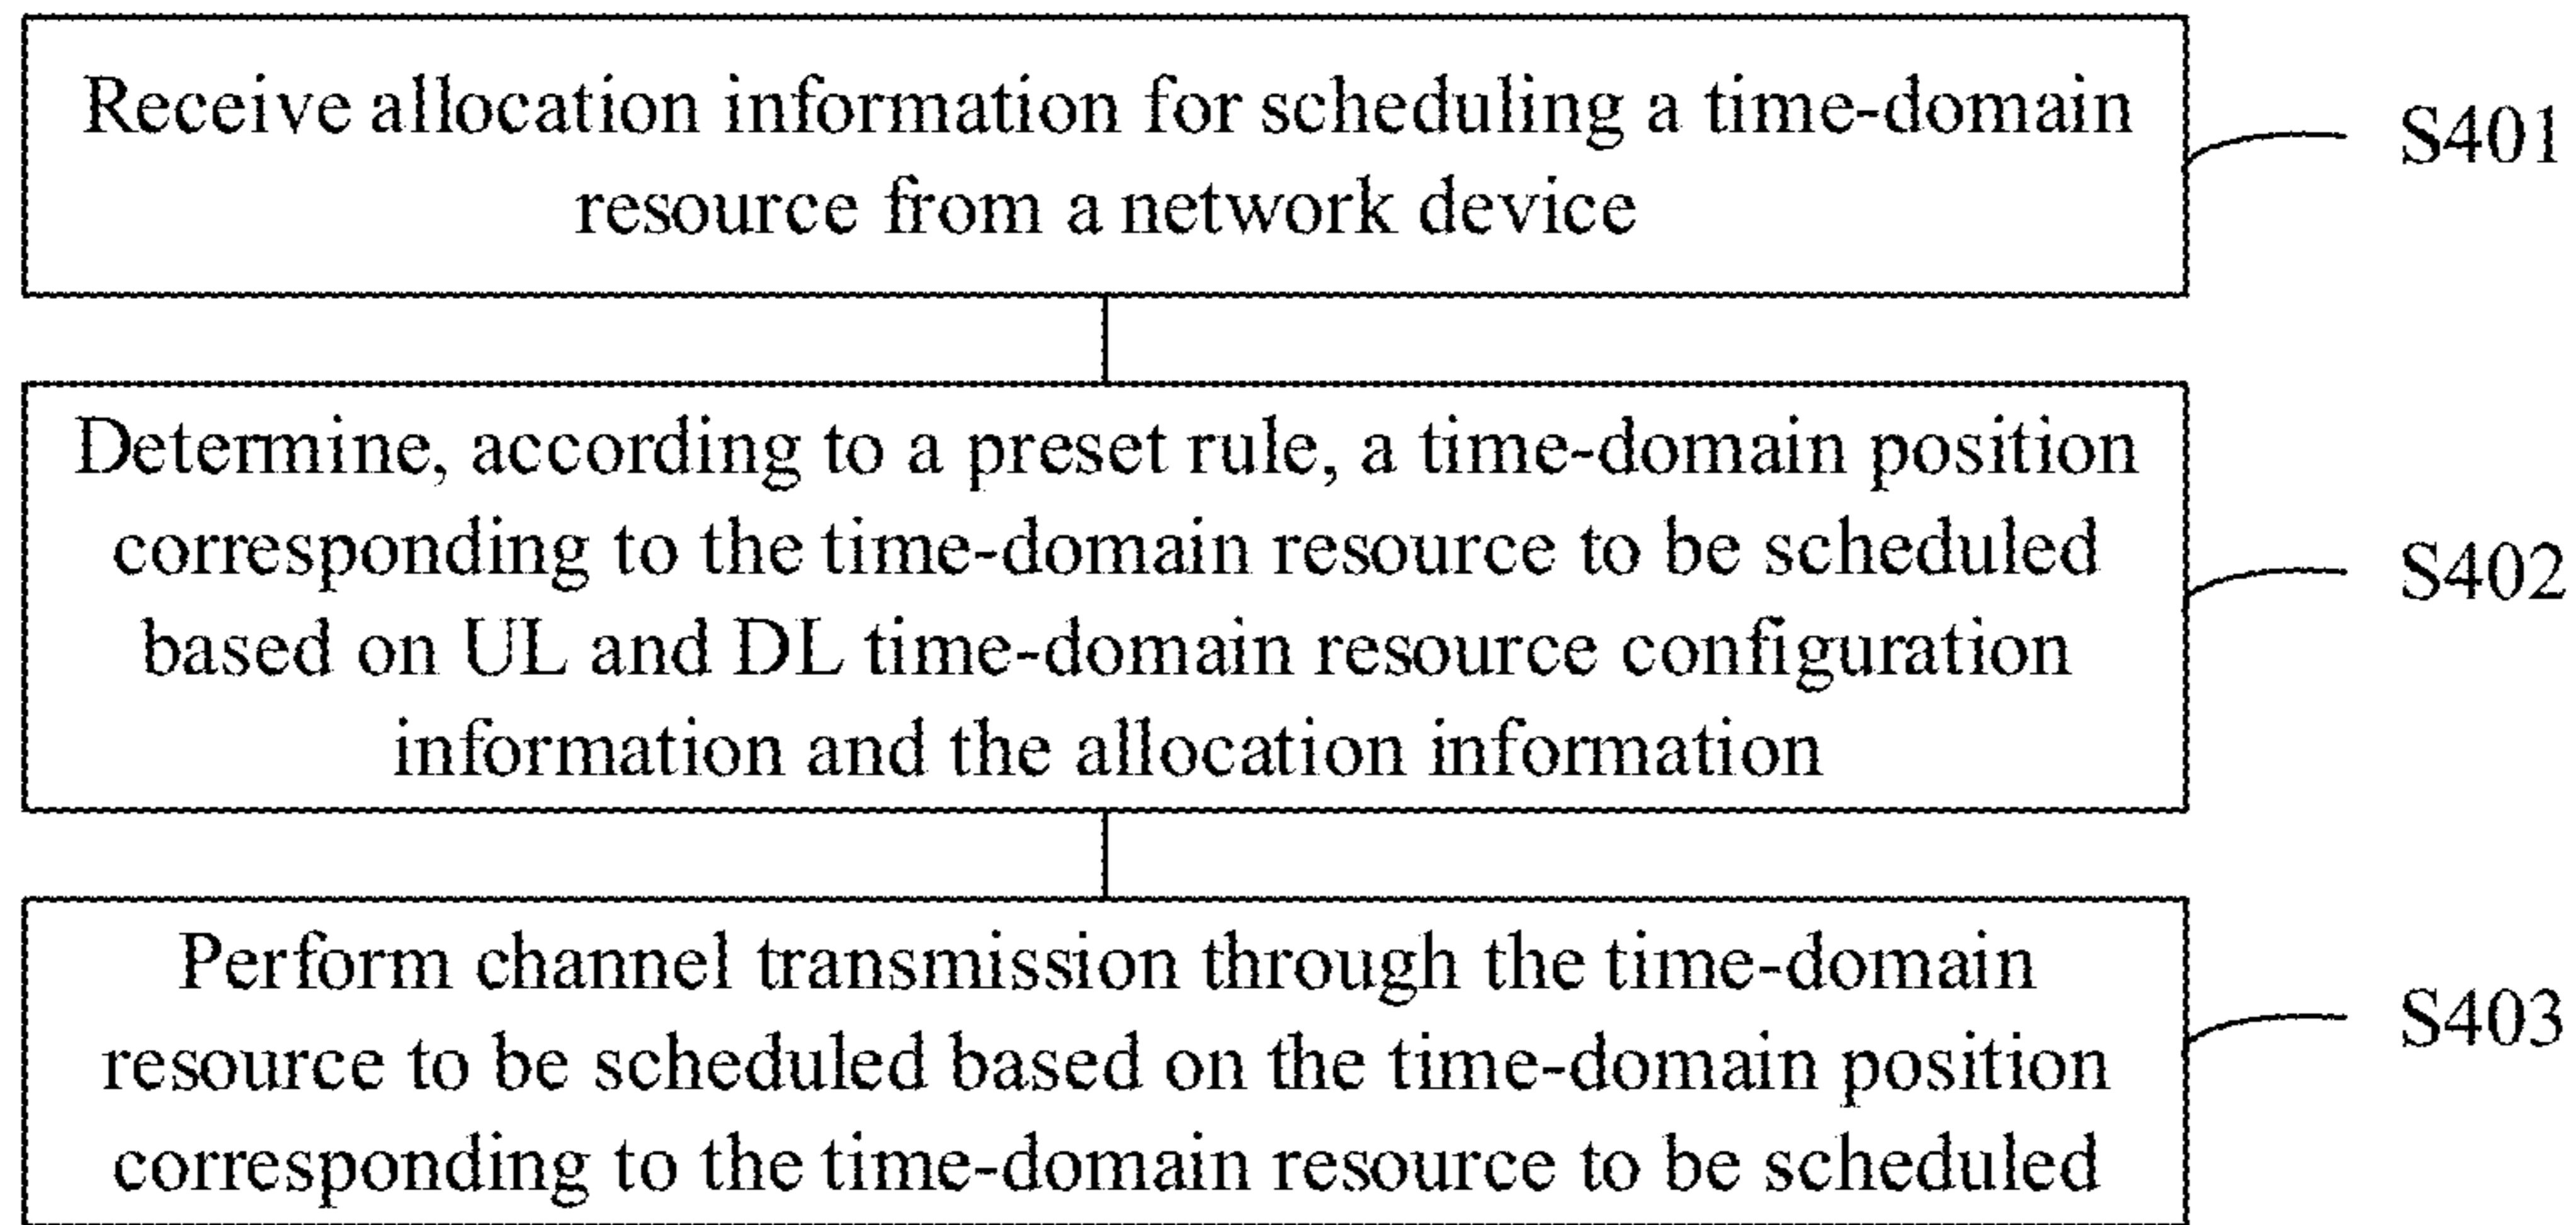 Receive allocation information for scheduling a time-domain
resource from a network device
S401
Determine, according to a preset rule, a time-domain position
corresponding to the time-domain resource to be scheduled
based on UL and DL time-domain resource configuration
information and the allocation information
S402
Perform channel transmission through the time-domain
resource to be scheduled based on the time-domain position
corresponding to the time-domain resource to be scheduled
S403